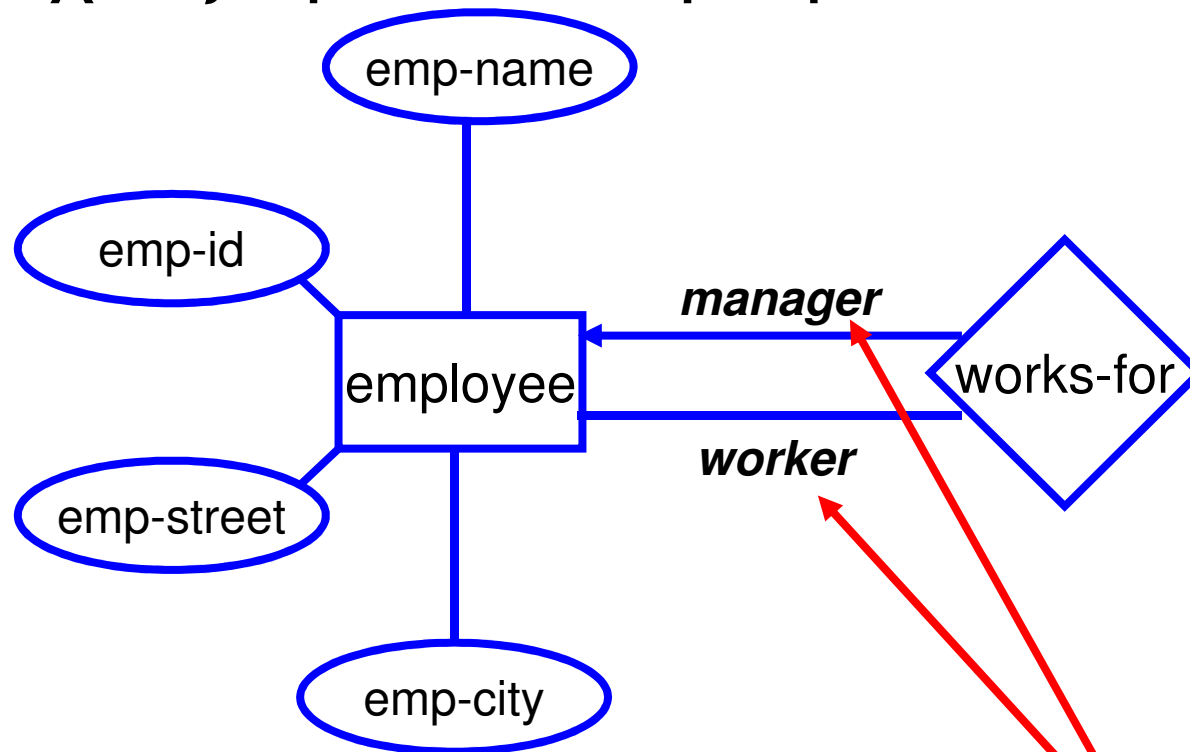 emp-name
emp-id
manager
employee
works-for
worker
emp-street
emp-city